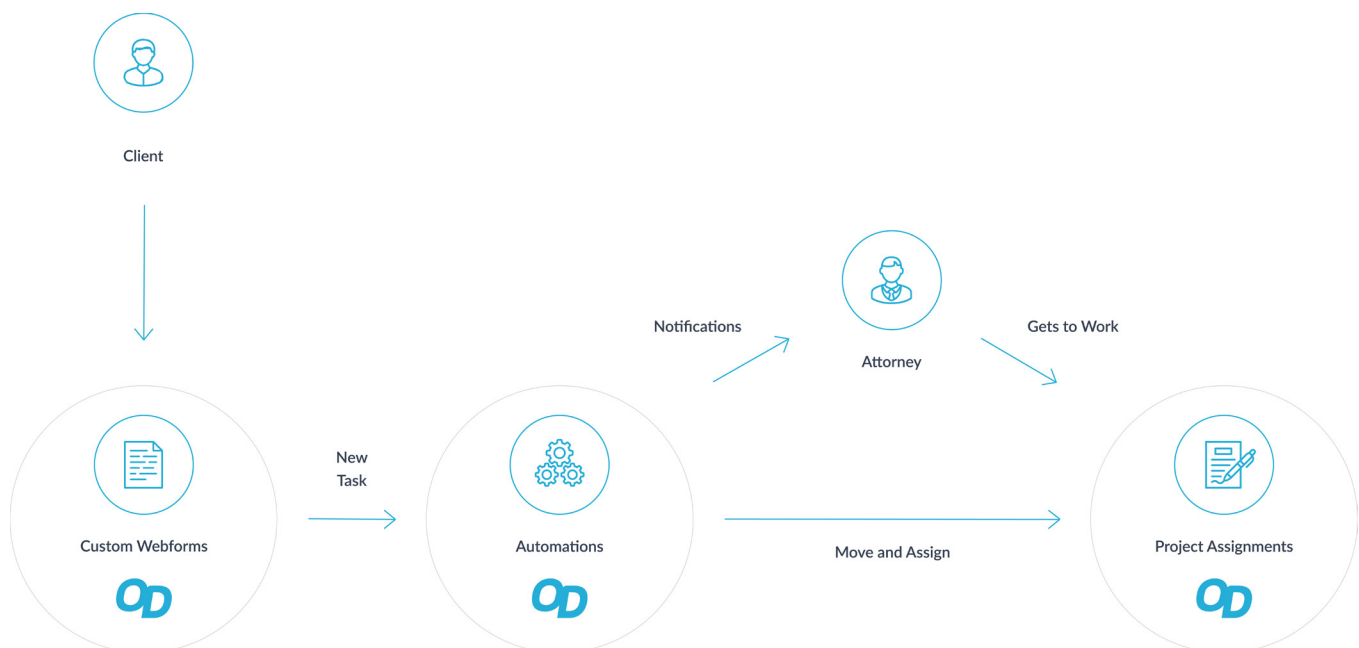 Client
Notifications
Gets to Work
Attorney
New
Task
Custom Webforms
Automations
Move and Assign
Project Assignments
OD
OD
OD